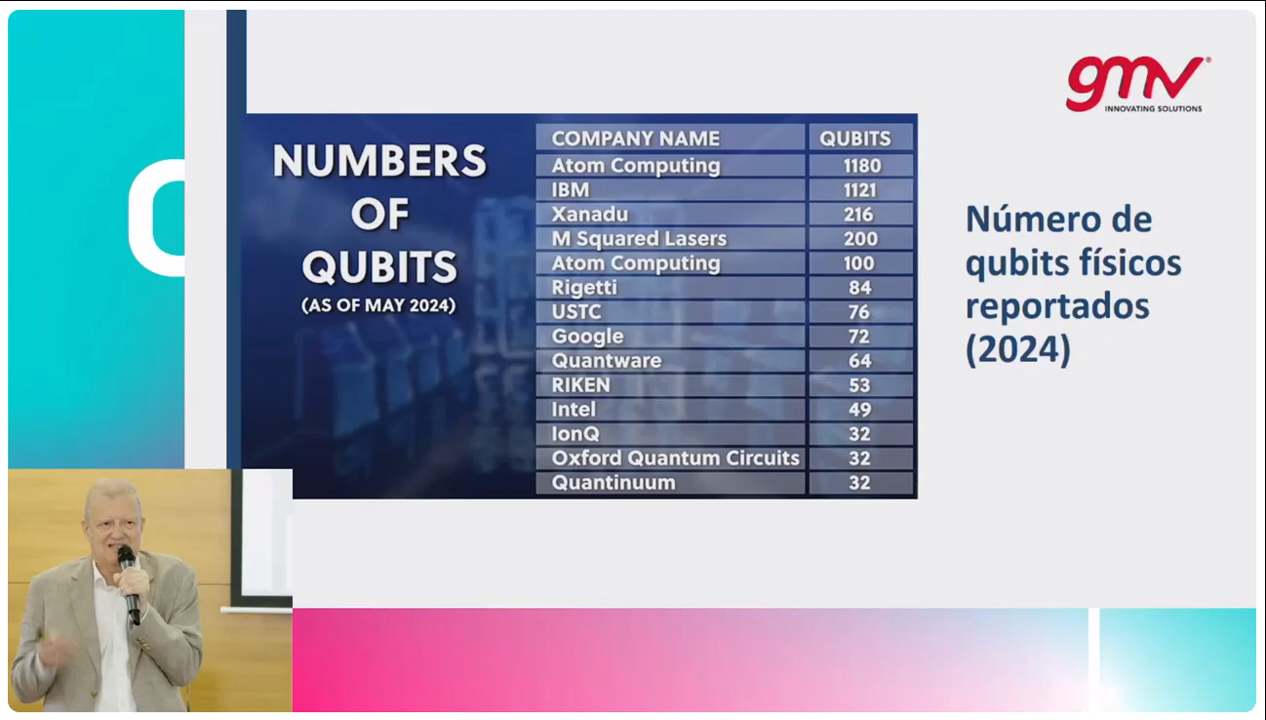 gmv®
INNOVATING SOLUTIONS
NUMBERS
OF
QUBITS
(AS OF MAY 2024)
COMPANY NAME QUBITS
Atom Computing 1180
IBM 1121
Xanadu 216
M Squared Lasers 200
Atom Computing 100
Rigetti 84
USTC 76
Google 72
Quantware 64
RIKEN 53
Intel 49
IonQ 32
Oxford Quantum Circuits 32
Quantinuum 32
Número de
qubits físicos
reportados
(2024)